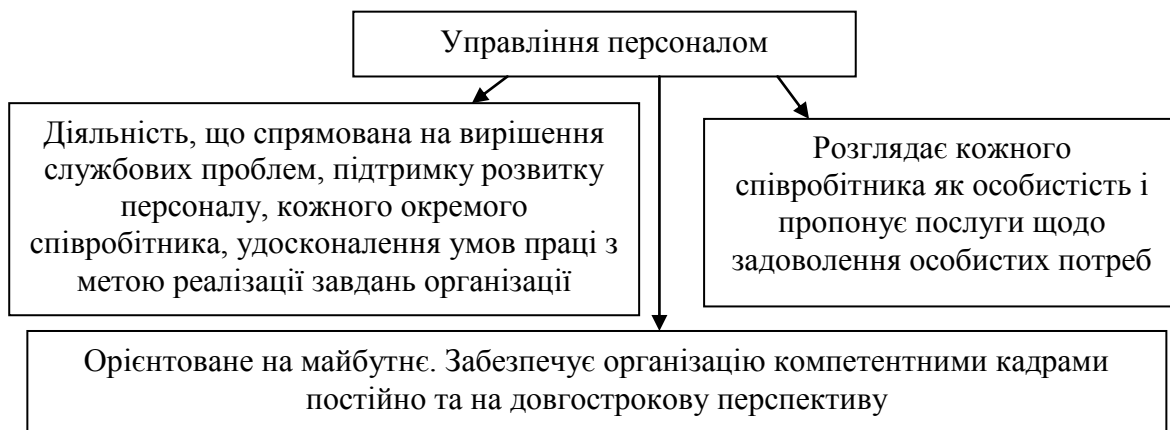 Управління персоналом
Діяльність, що спрямована на вирішення
службових проблем, підтримку розвитку
персоналу, кожного окремого
співробітника, удосконалення умов праці з
метою реалізації завдань організації
Розглядає кожного
співробітника як особистість і
пропонує послуги щодо
задоволення особистих потреб
Орієнтоване на майбутнє. Забезпечує організацію компетентними кадрами
постійно та на довгострокову перспективу